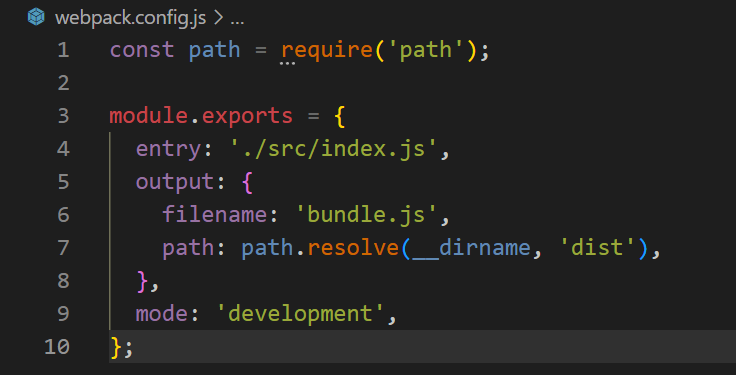 webpack.config.js > ...
1 const path = require('path');
2
3 module.exports = {
4   entry: './src/index.js',
5   output: {
6     filename: 'bundle.js',
7     path: path.resolve(__dirname, 'dist'),
8   },
9   mode: 'development',
10 };